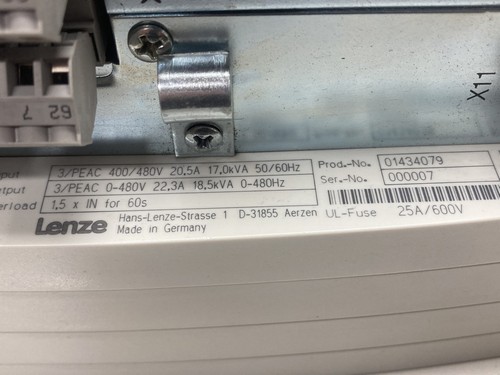 X11
62 7
put 3/PEAC 400/480V 20,5A 17,0kVA 50/60Hz Prod.-No. 01434079
utput 3/PEAC 0-480V 22,3A 18,5kVA 0-480Hz Ser.-No. 000007
erload 1,5 x IN for 60s
Lenze Hans-Lenze-Strasse 1 D-31855 Aerzen UL-Fuse 25A/600V
Made in Germany